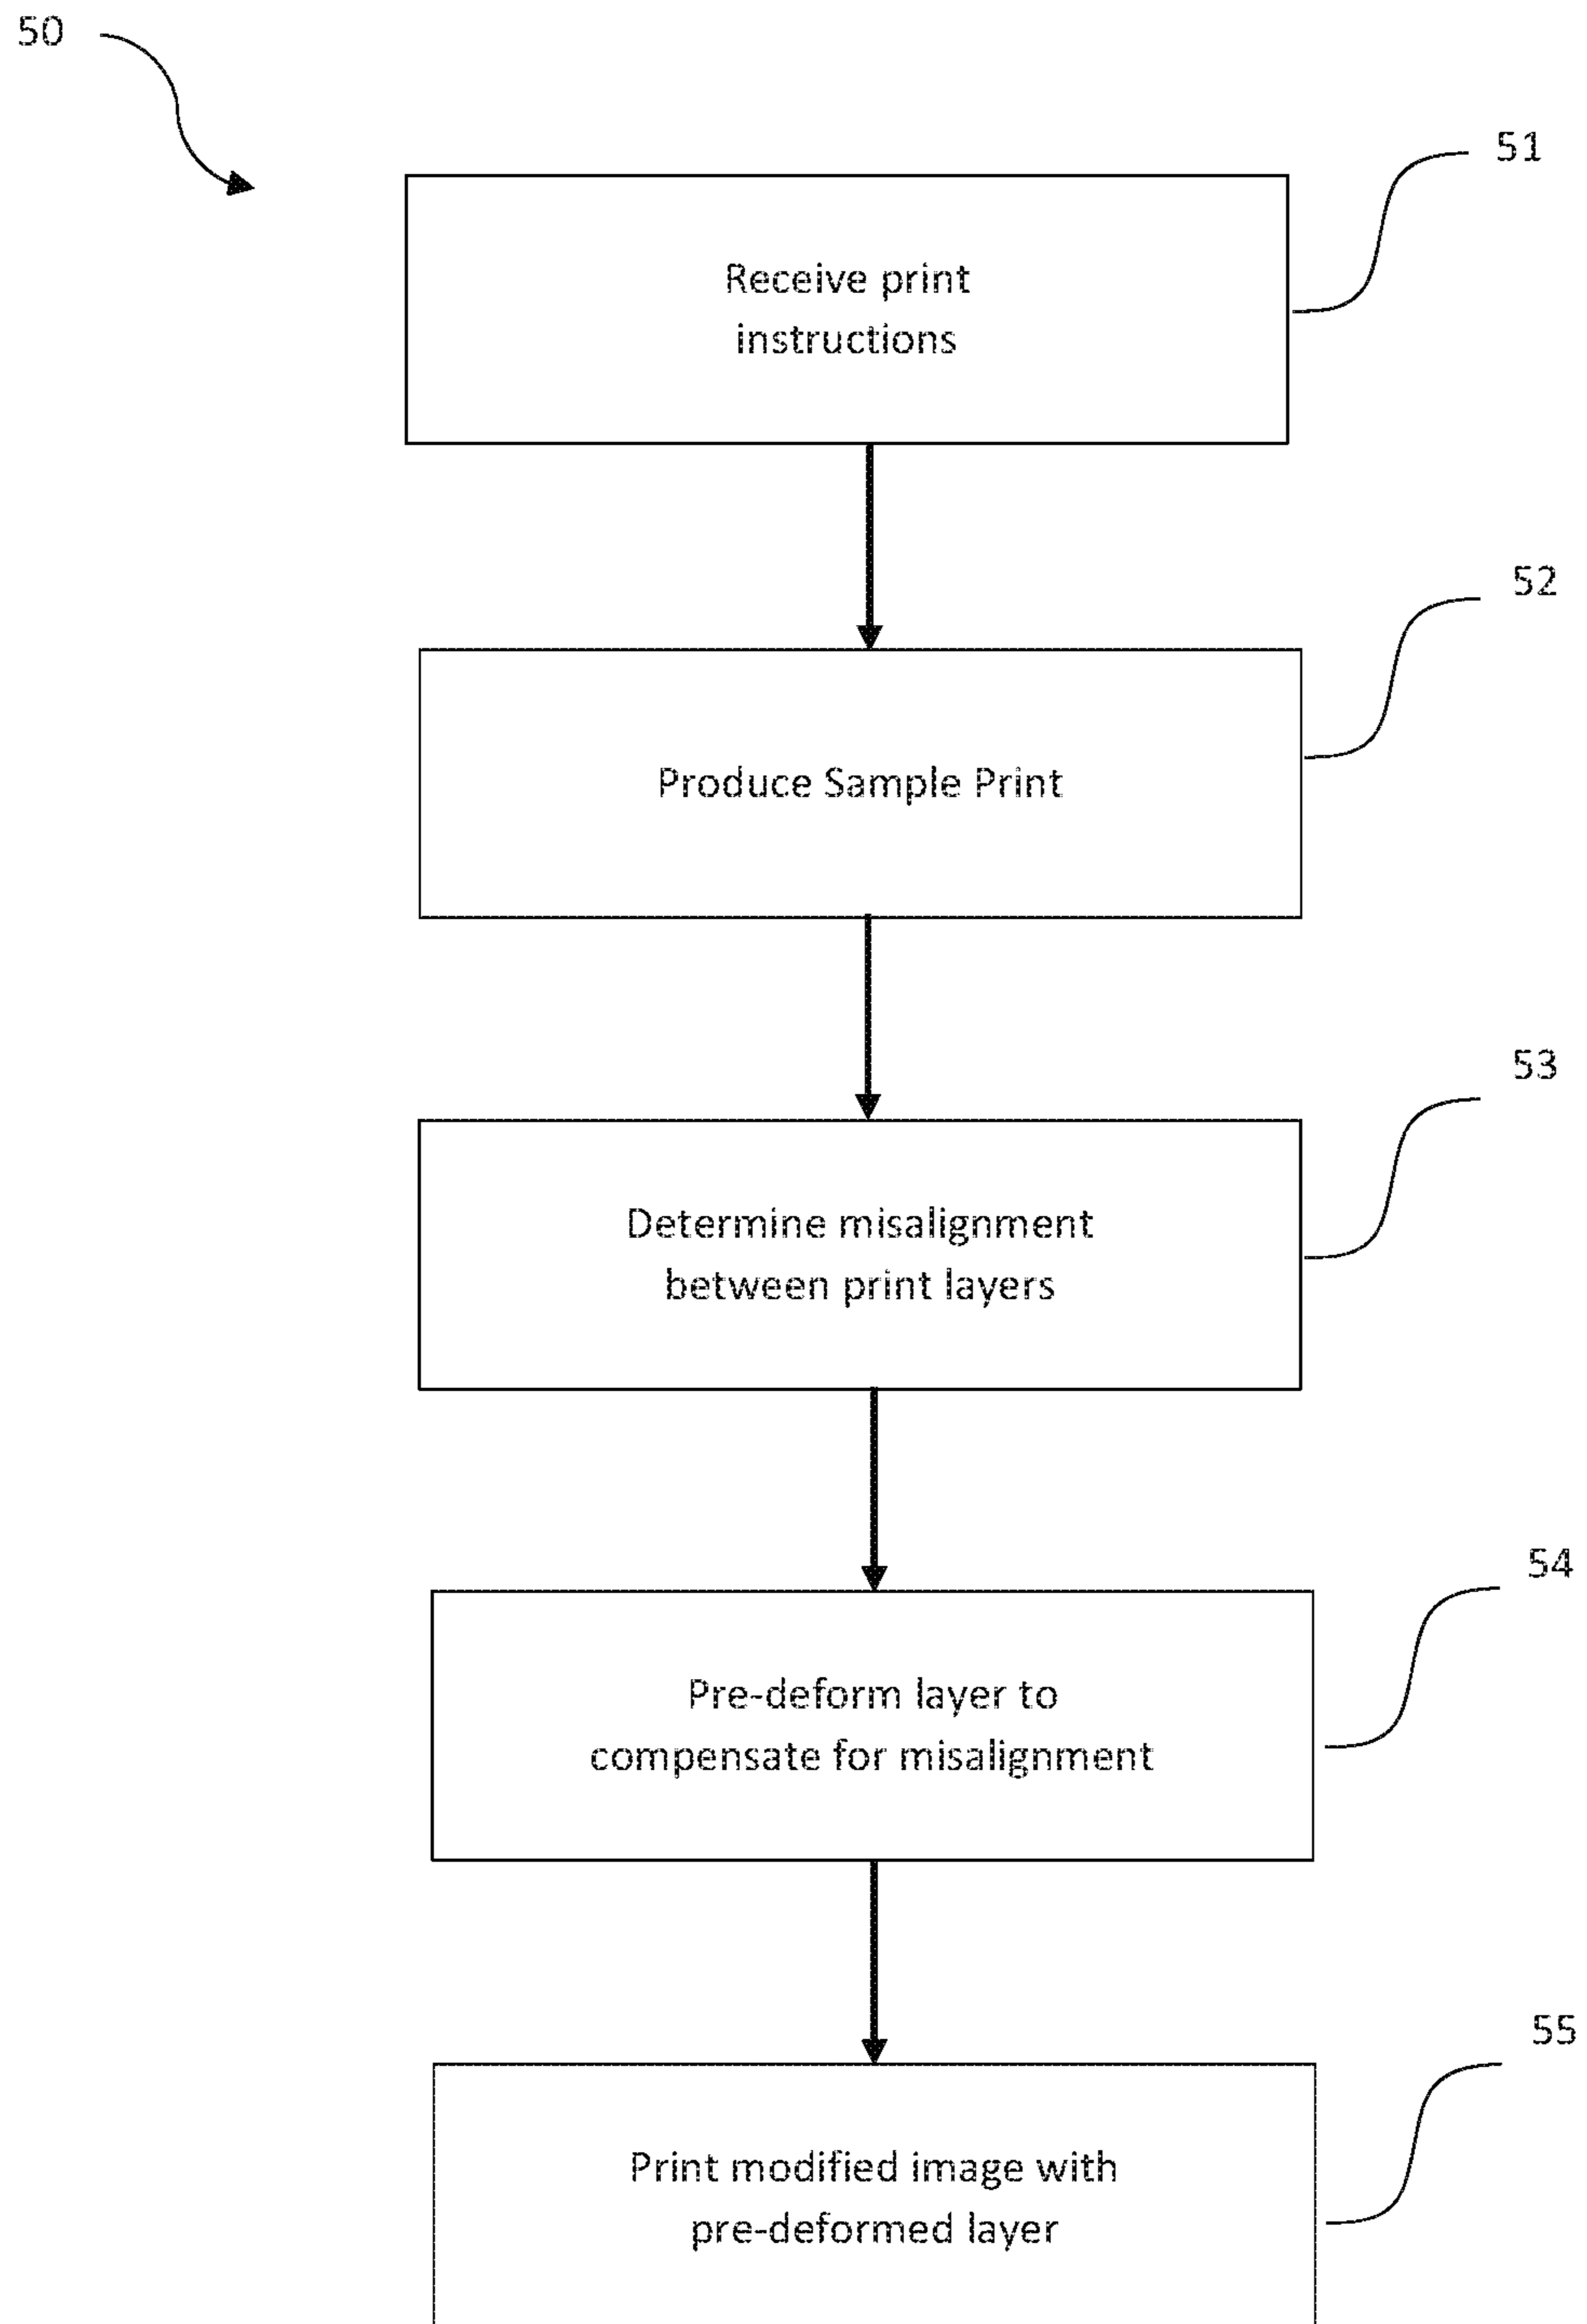 50
51
Receive print
instructions
52
Produce Sample Print
53
Determine misalignment
between print layers
54
Pre-deform layer to
compensate for misalignment
55
Print modified image with
pre-deformed layer